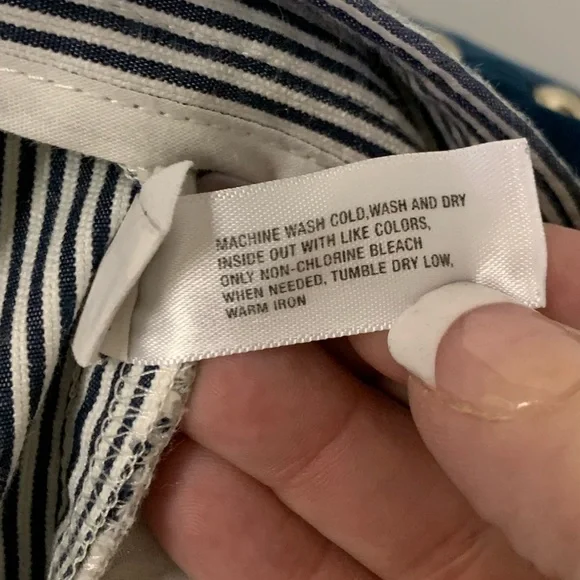 MACHINE WASH COLD,WASH AND DRY
INSIDE OUT WITH LIKE COLORS,
ONLY NON-CHLORINE BLEACH
WHEN NEEDED, TUMBLE DRY LOW,
WARM IRON